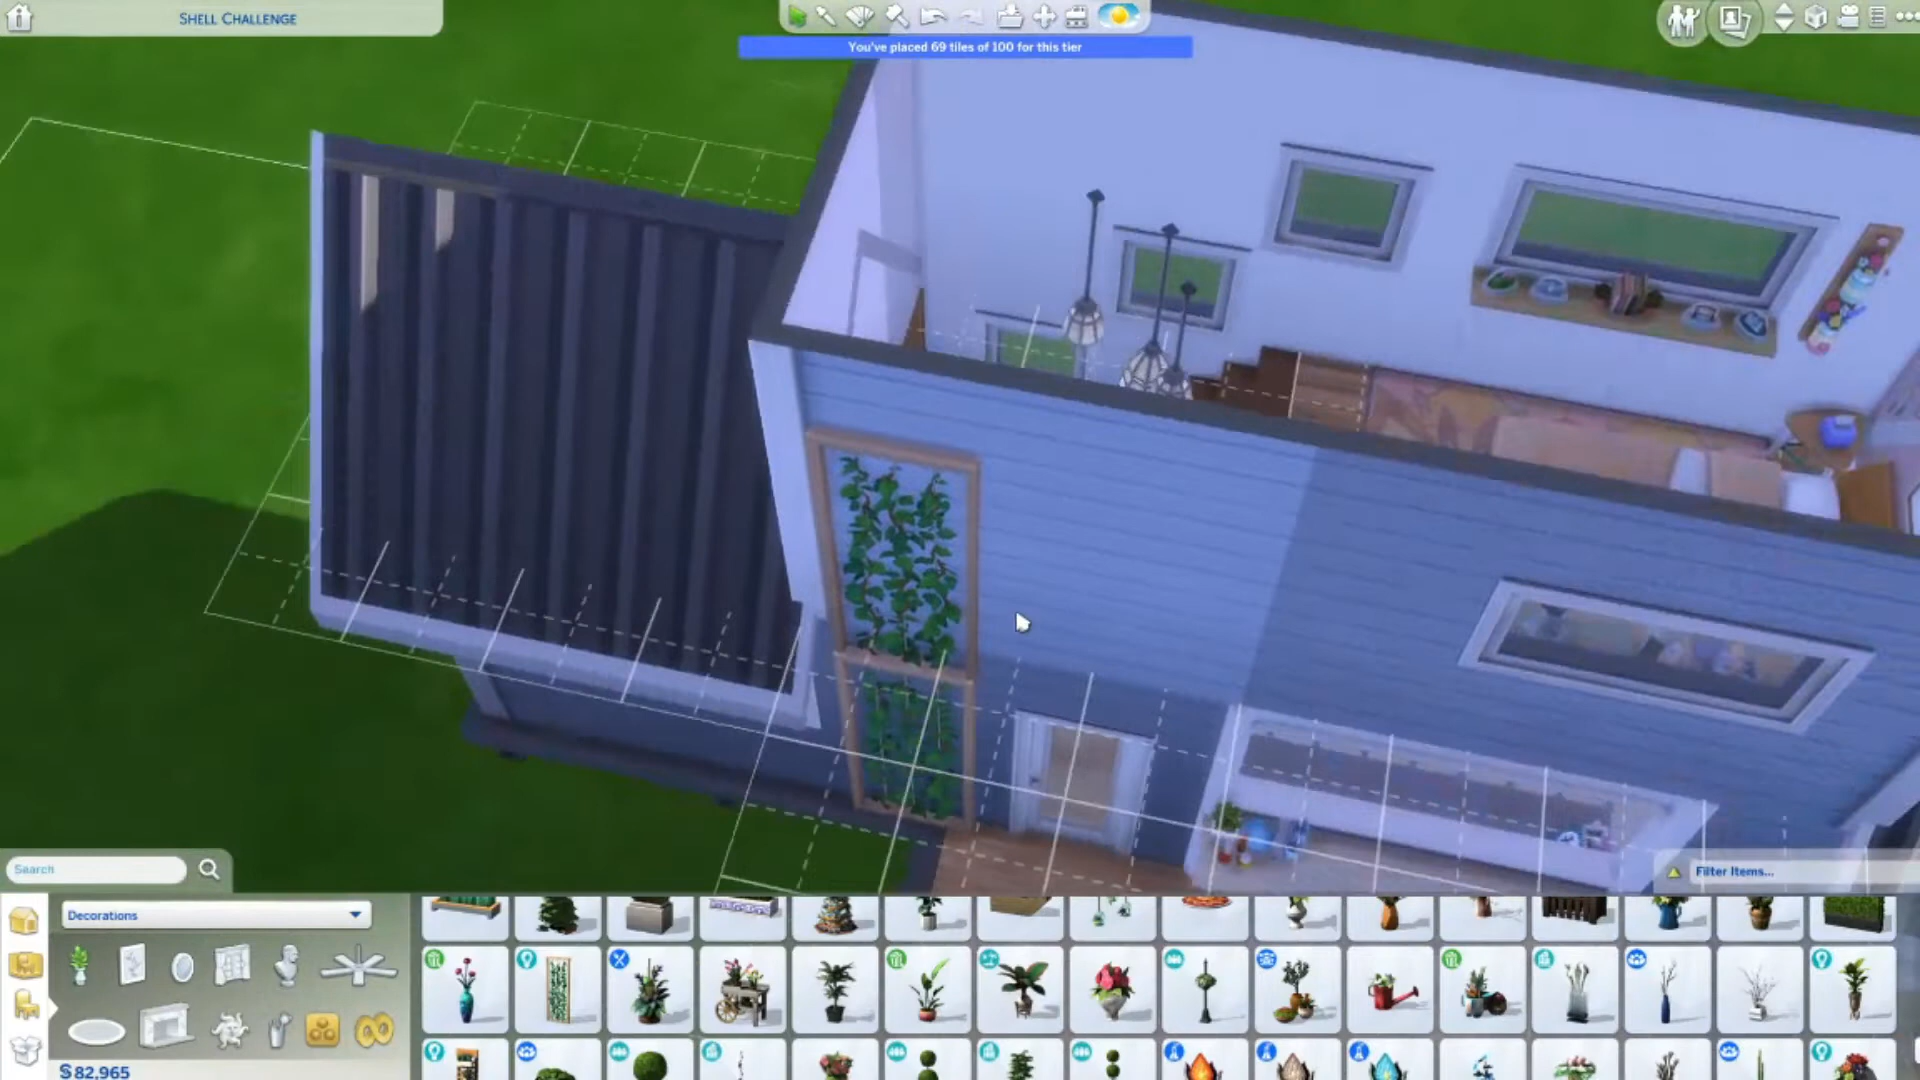 SHELL CHALLENGE
You've placed 69 tiles of 100 for this tier
Search
Filter Items...
Decorations
§82,965